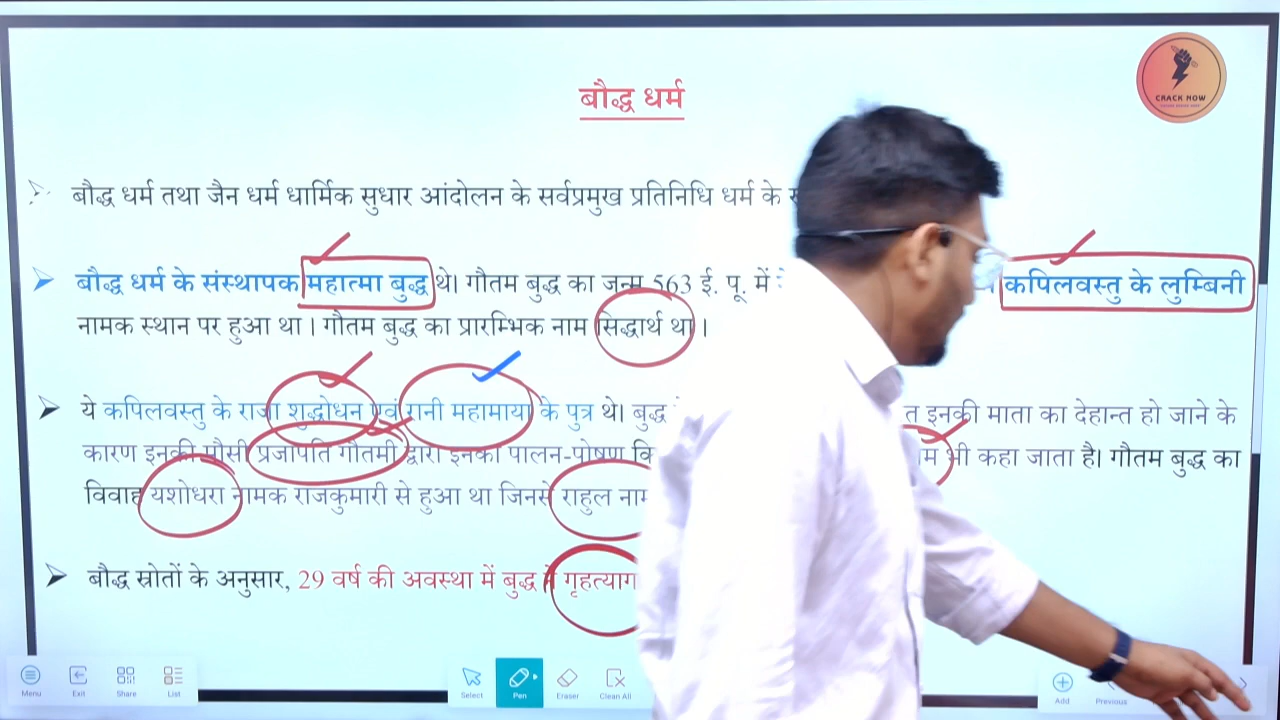 CRACK NOW
बौद्ध धर्म
बौद्ध धर्म तथा जैन धर्म धार्मिक सुधार आंदोलन के सर्वप्रमुख प्रतिनिधि धर्म के
बौद्ध धर्म के संस्थापक महात्मा बुद्ध थे। गौतम बुद्ध का जन्म 563 ई. पू. में कपिलवस्तु के लुम्बिनी
नामक स्थान पर हुआ था। गौतम बुद्ध का प्रारम्भिक नाम सिद्धार्थ था।
ये कपिलवस्तु के राजा शुद्धोधन एवं रानी महामाया के पुत्र थे। बुद्ध इनकी माता का देहान्त हो जाने के
कारण इनकी मौसी प्रजापति गौतमी द्वारा इनका पालन-पोषण भी कहा जाता है। गौतम बुद्ध का
विवाह यशोधरा नामक राजकुमारी से हुआ था जिनसे राहुल
बौद्ध स्रोतों के अनुसार, 29 वर्ष की अवस्था में बुद्ध ने गृहत्याग
Menu Exit Share List Select Pen Eraser Clean All Add Previous